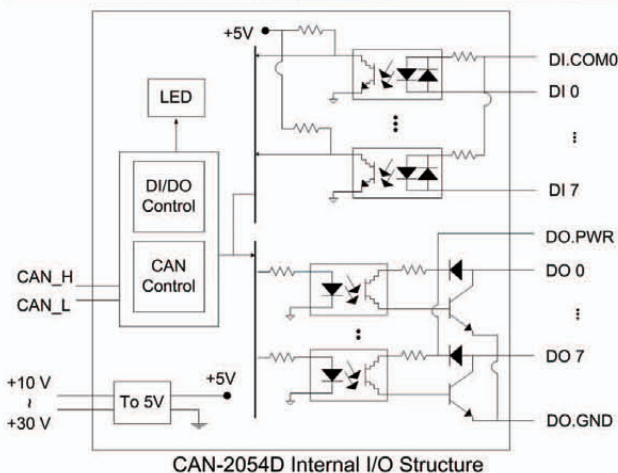 +5V
DI.COM0
LED
DI 0
DI/DO
Control
DI 7
DO.PWR
CAN
Control
CAN_H
CAN_L
DO 0
DO 7
+10 V
~
+30 V
To 5V
+5V
DO.GND
CAN-2054D Internal I/O Structure